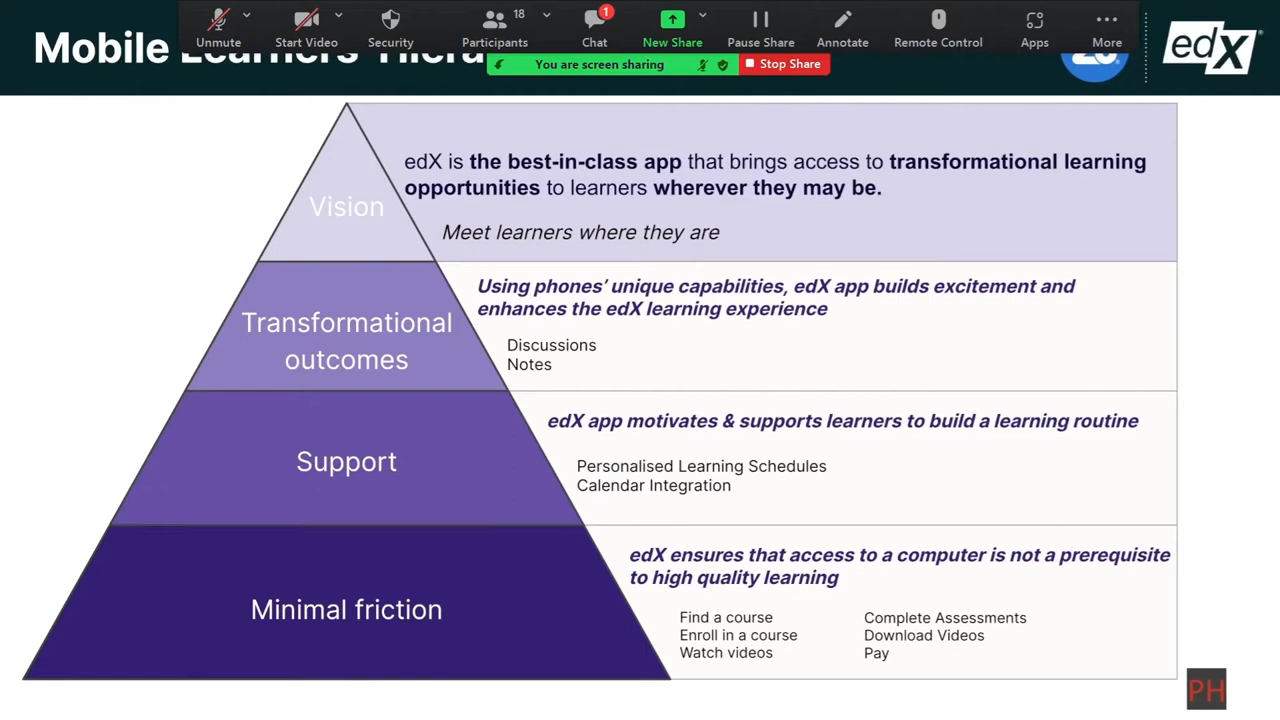 Unmute
Start Video
Security
Participants
18
Chat
1
New Share
Pause Share
Annotate
Remote Control
Apps
More
You are screen sharing
Stop Share
Mobile
edX
Vision
edX is the best-in-class app that brings access to transformational learning
opportunities to learners wherever they may be.
Meet learners where they are
Transformational
outcomes
Using phones’ unique capabilities, edX app builds excitement and
enhances the edX learning experience
Discussions
Notes
Support
edX app motivates & supports learners to build a learning routine
Personalised Learning Schedules
Calendar Integration
Minimal friction
edX ensures that access to a computer is not a prerequisite
to high quality learning
Find a course
Enroll in a course
Watch videos
Complete Assessments
Download Videos
Pay
PH